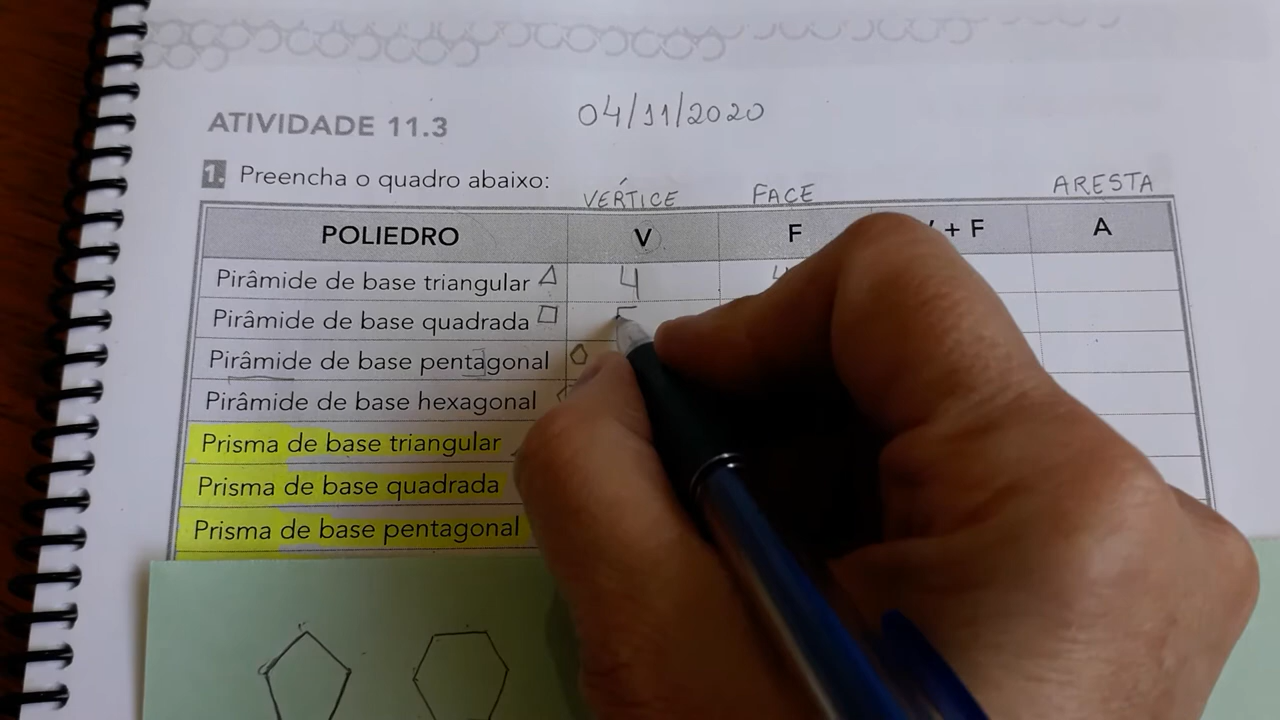 ATIVIDADE 11.3 04/11/2020
1. Preencha o quadro abaixo:
VÉRTICE FACE ARESTA
POLIEDRO V F + F A
Pirâmide de base triangular 4 4
Pirâmide de base quadrada 5
Pirâmide de base pentagonal
Pirâmide de base hexagonal
Prisma de base triangular
Prisma de base quadrada
Prisma de base pentagonal